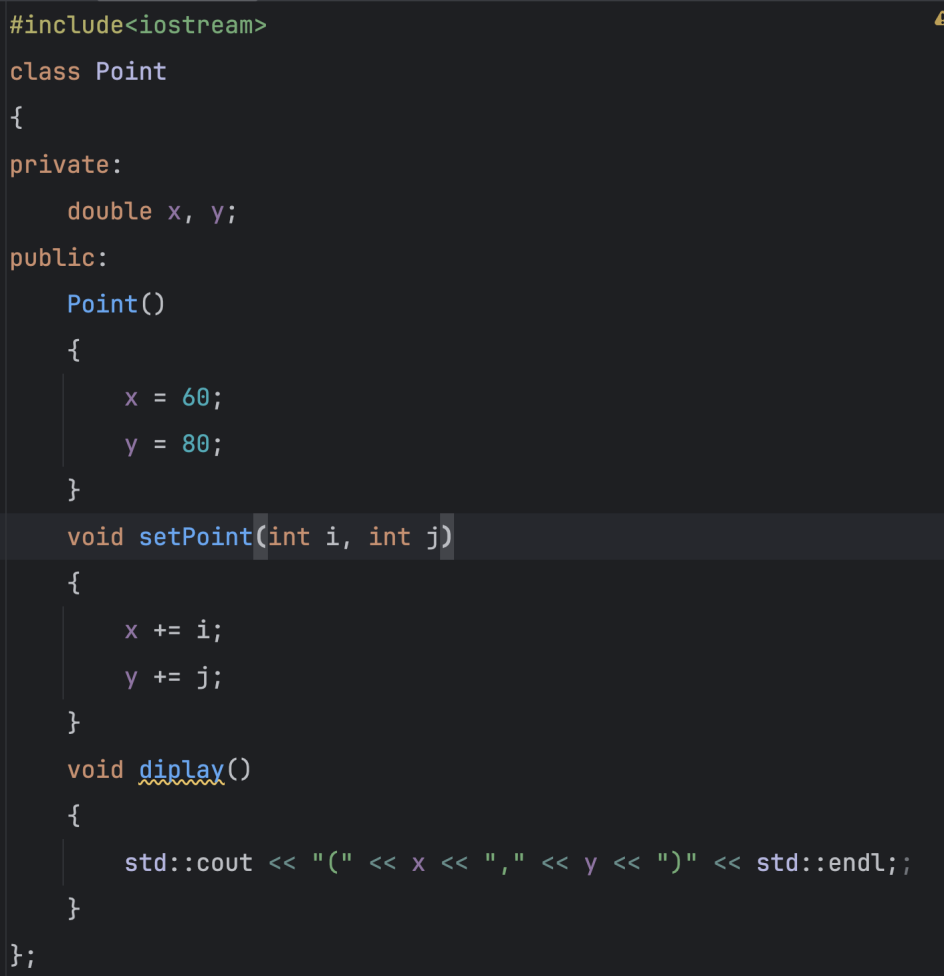 #include<iostream>
class Point
{
private:
    double x, y;
public:
    Point()
    {
        x = 60;
        y = 80;
    }
    void setPoint(int i, int j)
    {
        x += i;
        y += j;
    }
    void diplay()
    {
        std::cout << "(" << x << "," << y << ")" << std::endl;;
    }
};